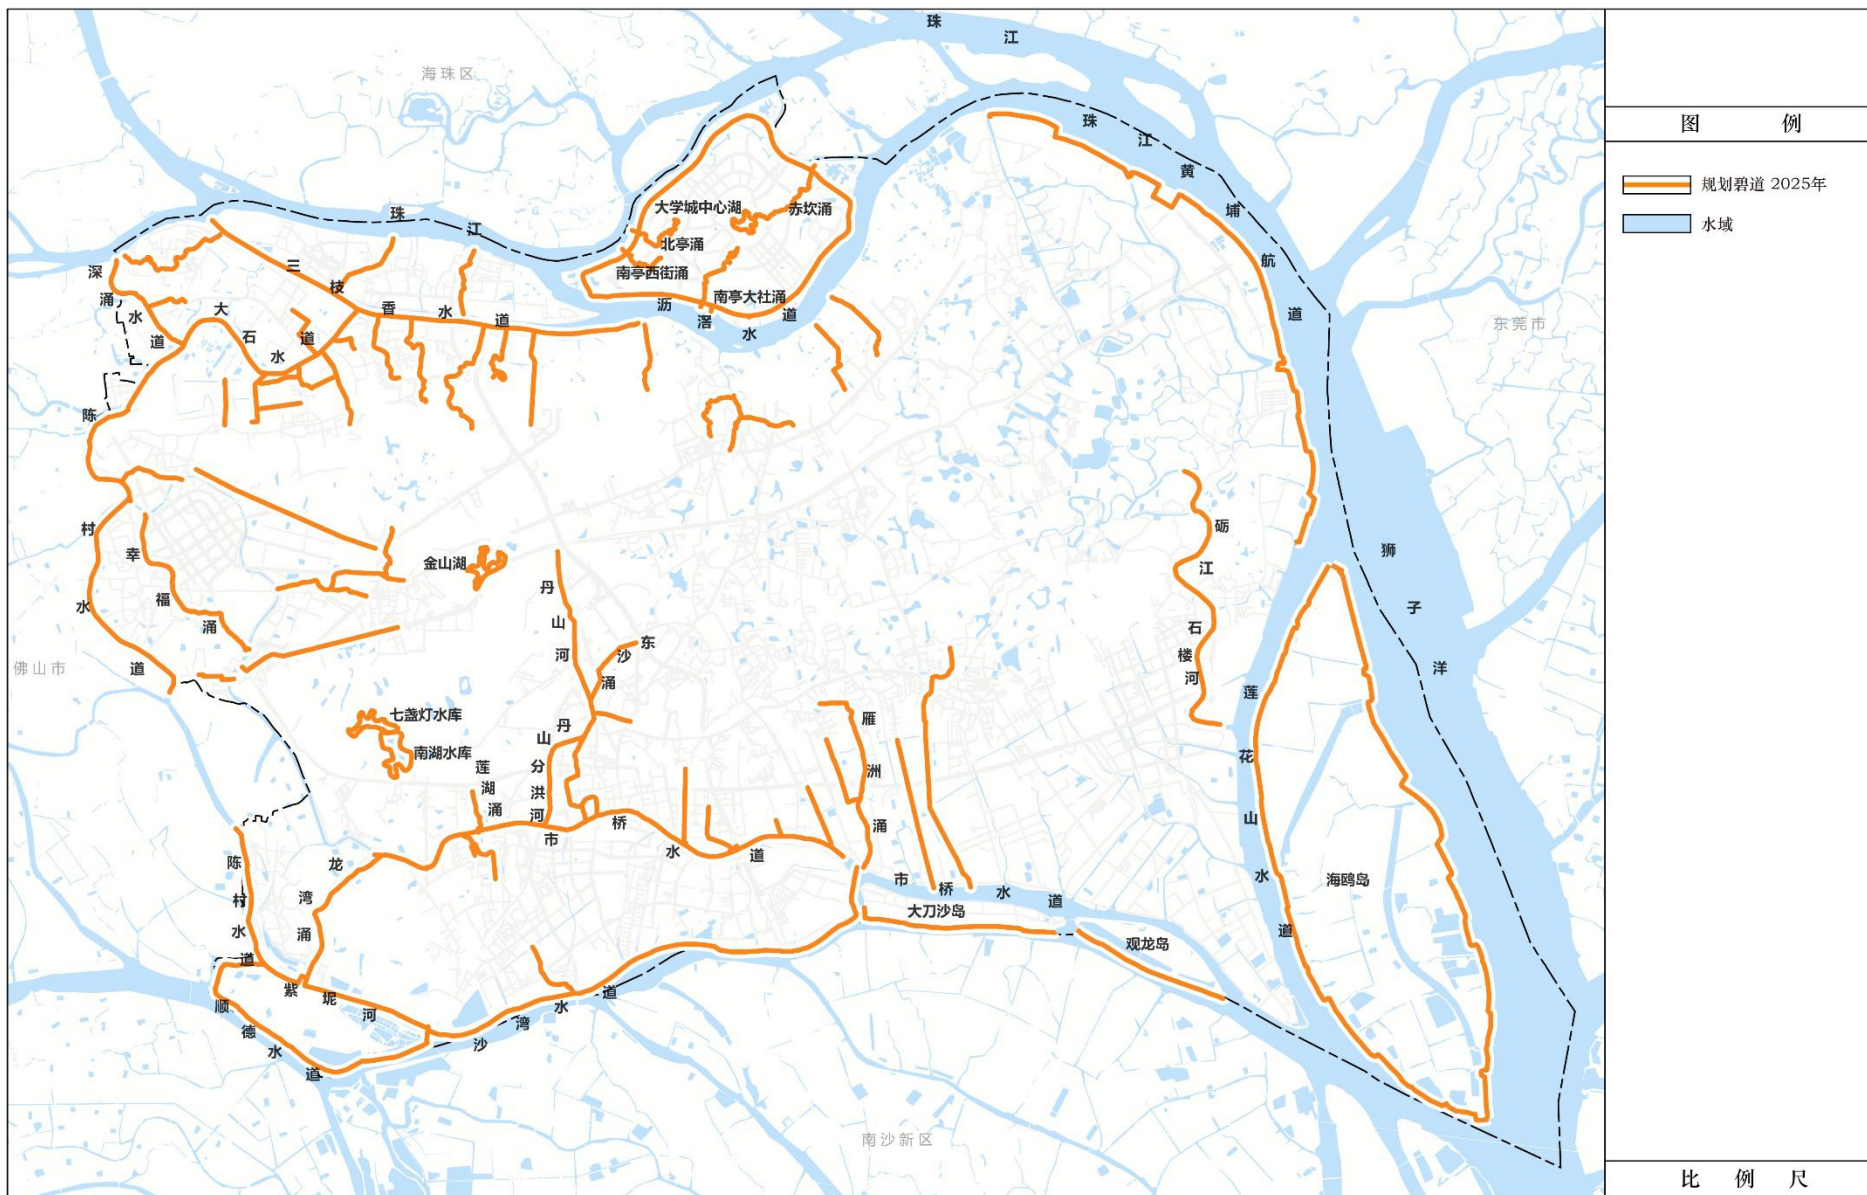 珠江
海珠区
图例
规划碧道 2025年
水域
珠江黄埔航道
珠江
大学城中心湖
赤坎涌
北亭涌
南亭西街涌
南亭大社涌
沥滘水道
深涌水道
三枝香水道
大石水道
东莞市
陈村水道
幸福涌
金山湖
丹山河
东沙涌
砺江
石楼河
狮子洋
佛山市
七盏灯水库
南湖水库
莲湖涌
丹山分洪河
雁洲涌
莲花山水道
海鸥岛
市桥水道
市桥水道
大刀沙岛
观龙岛
龙湾涌
陈村水道
紫坭河
顺德水道
沙湾水道
南沙新区
比例尺